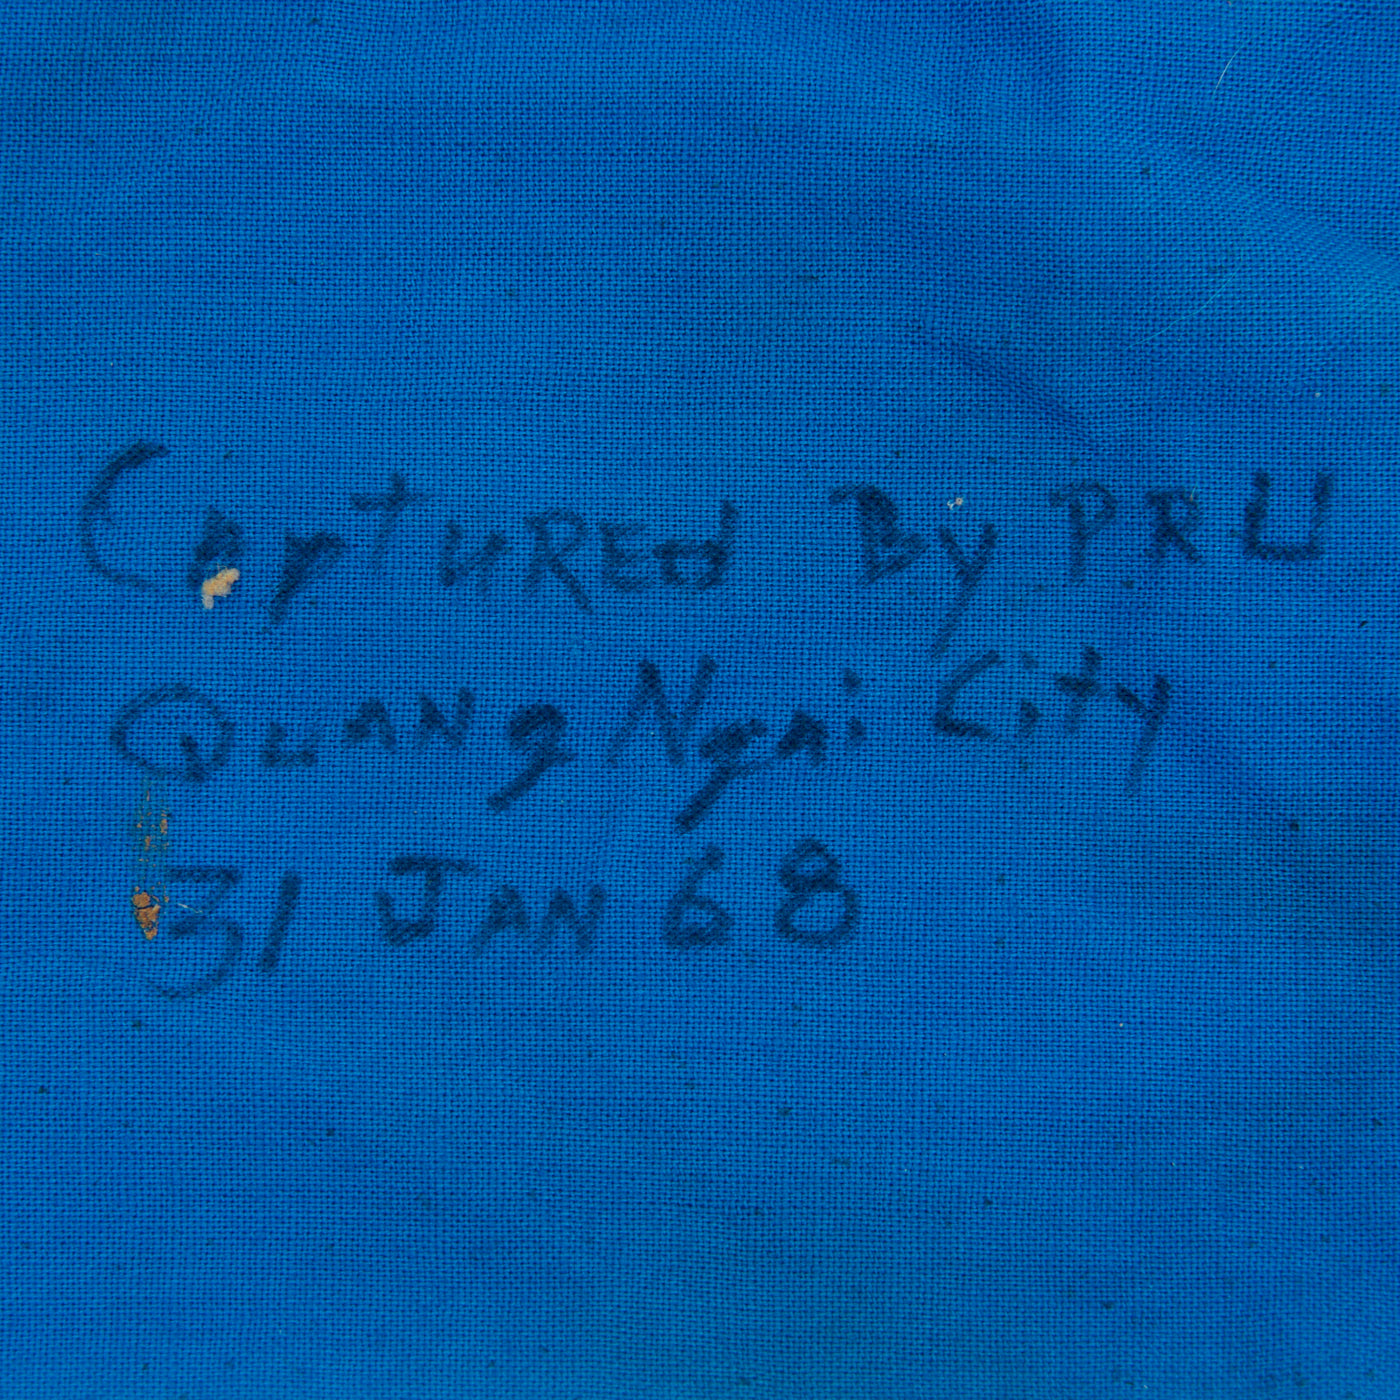 CapTURED By PRU
QUANg Ngai City
31 JAN 68